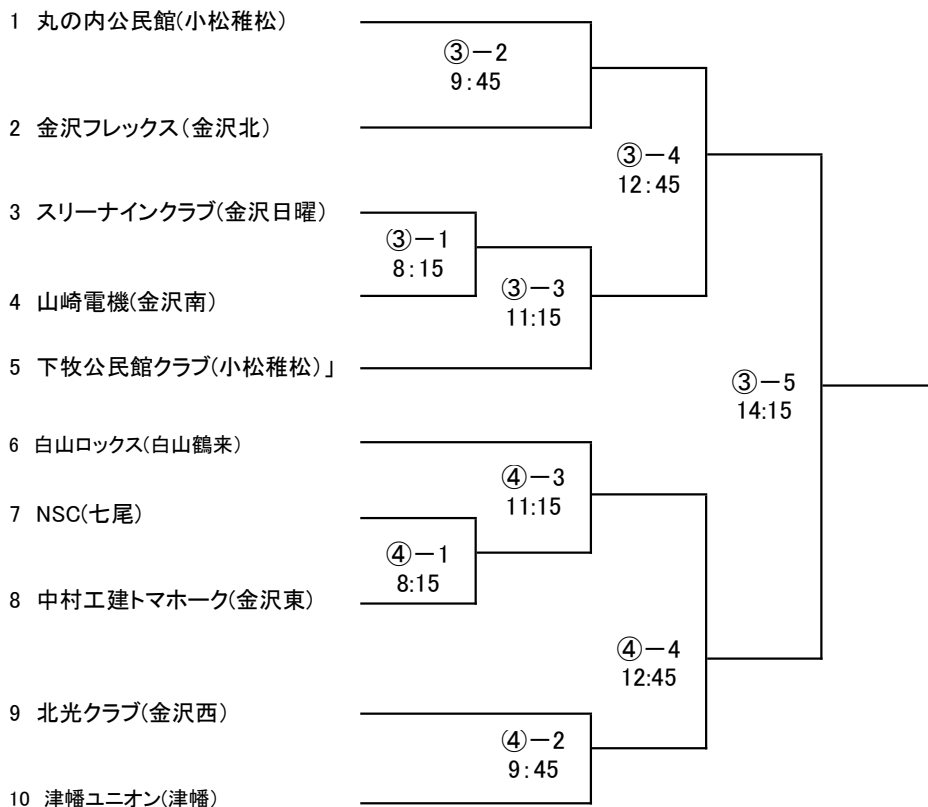 1 丸の内公民館(小松稚松)
③－2
9:45
2 金沢フレックス(金沢北)
③－4
12:45
3 スリーナインクラブ(金沢日曜)
③－1
8:15
4 山崎電機(金沢南)
③－3
11:15
5 下牧公民館クラブ(小松稚松)」
③－5
14:15
6 白山ロックス(白山鶴来)
④－3
11:15
7 NSC(七尾)
④－1
8:15
8 中村工建トマホーク(金沢東)
④－4
12:45
9 北光クラブ(金沢西)
④－2
9:45
10 津幡ユニオン(津幡)